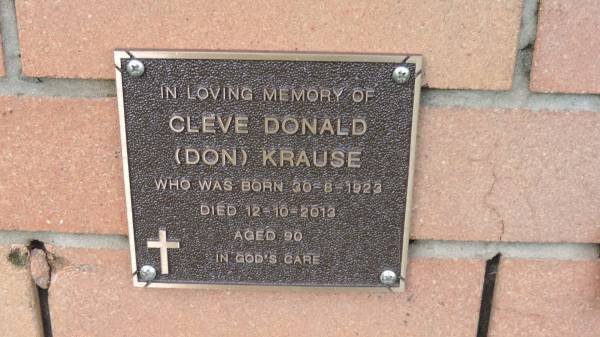 IN LOVING MEMORY OF
CLEVE DONALD
(DON) KRAUSE
WHO WAS BORN 30-8-1923
DIED 12-10-2013
AGED 90
IN GOD'S CARE